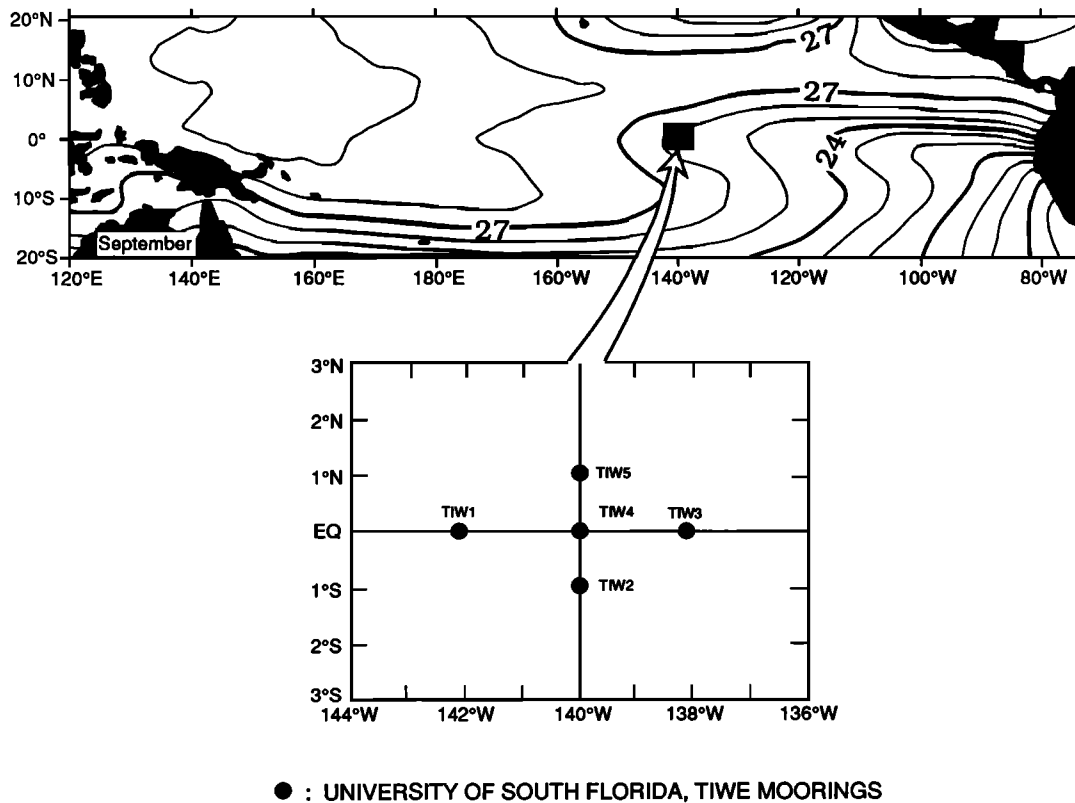 20°N
10°N
0°
10°S
20°S
27
27
24
27
September
120°E 140°E 160°E 180°E 160°W 140°W 120°W 100°W 80°W
3°N
2°N
1°N
EQ
1°S
2°S
3°S
TIW5
TIW1 TIW4 TIW3
TIW2
144°W 142°W 140°W 138°W 136°W
● : UNIVERSITY OF SOUTH FLORIDA, TIWE MOORINGS